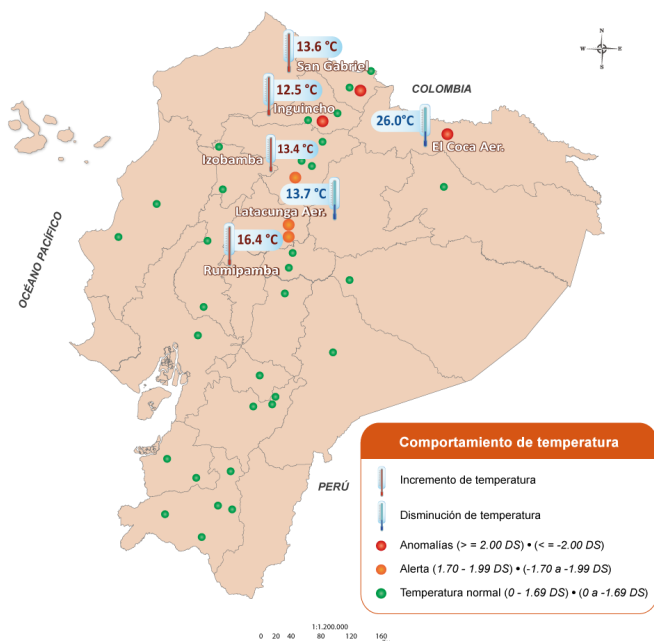 13.6 °C
San Gabriel
N
W E
S
COLOMBIA
12.5 °C
Inguincho
26.0°C
El Coca Aer.
13.4 °C
Izobamba
13.7 °C
Latacunga Aer.
16.4 °C
Rumipamba
OCÉANO PACÍFICO
PERÚ
Comportamiento de temperatura
Incremento de temperatura
Disminución de temperatura
Anomalías (> = 2.00 DS) • (< = -2.00 DS)
Alerta (1.70 - 1.99 DS) • (-1.70 a -1.99 DS)
Temperatura normal (0 - 1.69 DS) • (0 a -1.69 DS)
1:1.200.000
0 20 40 80 120 160